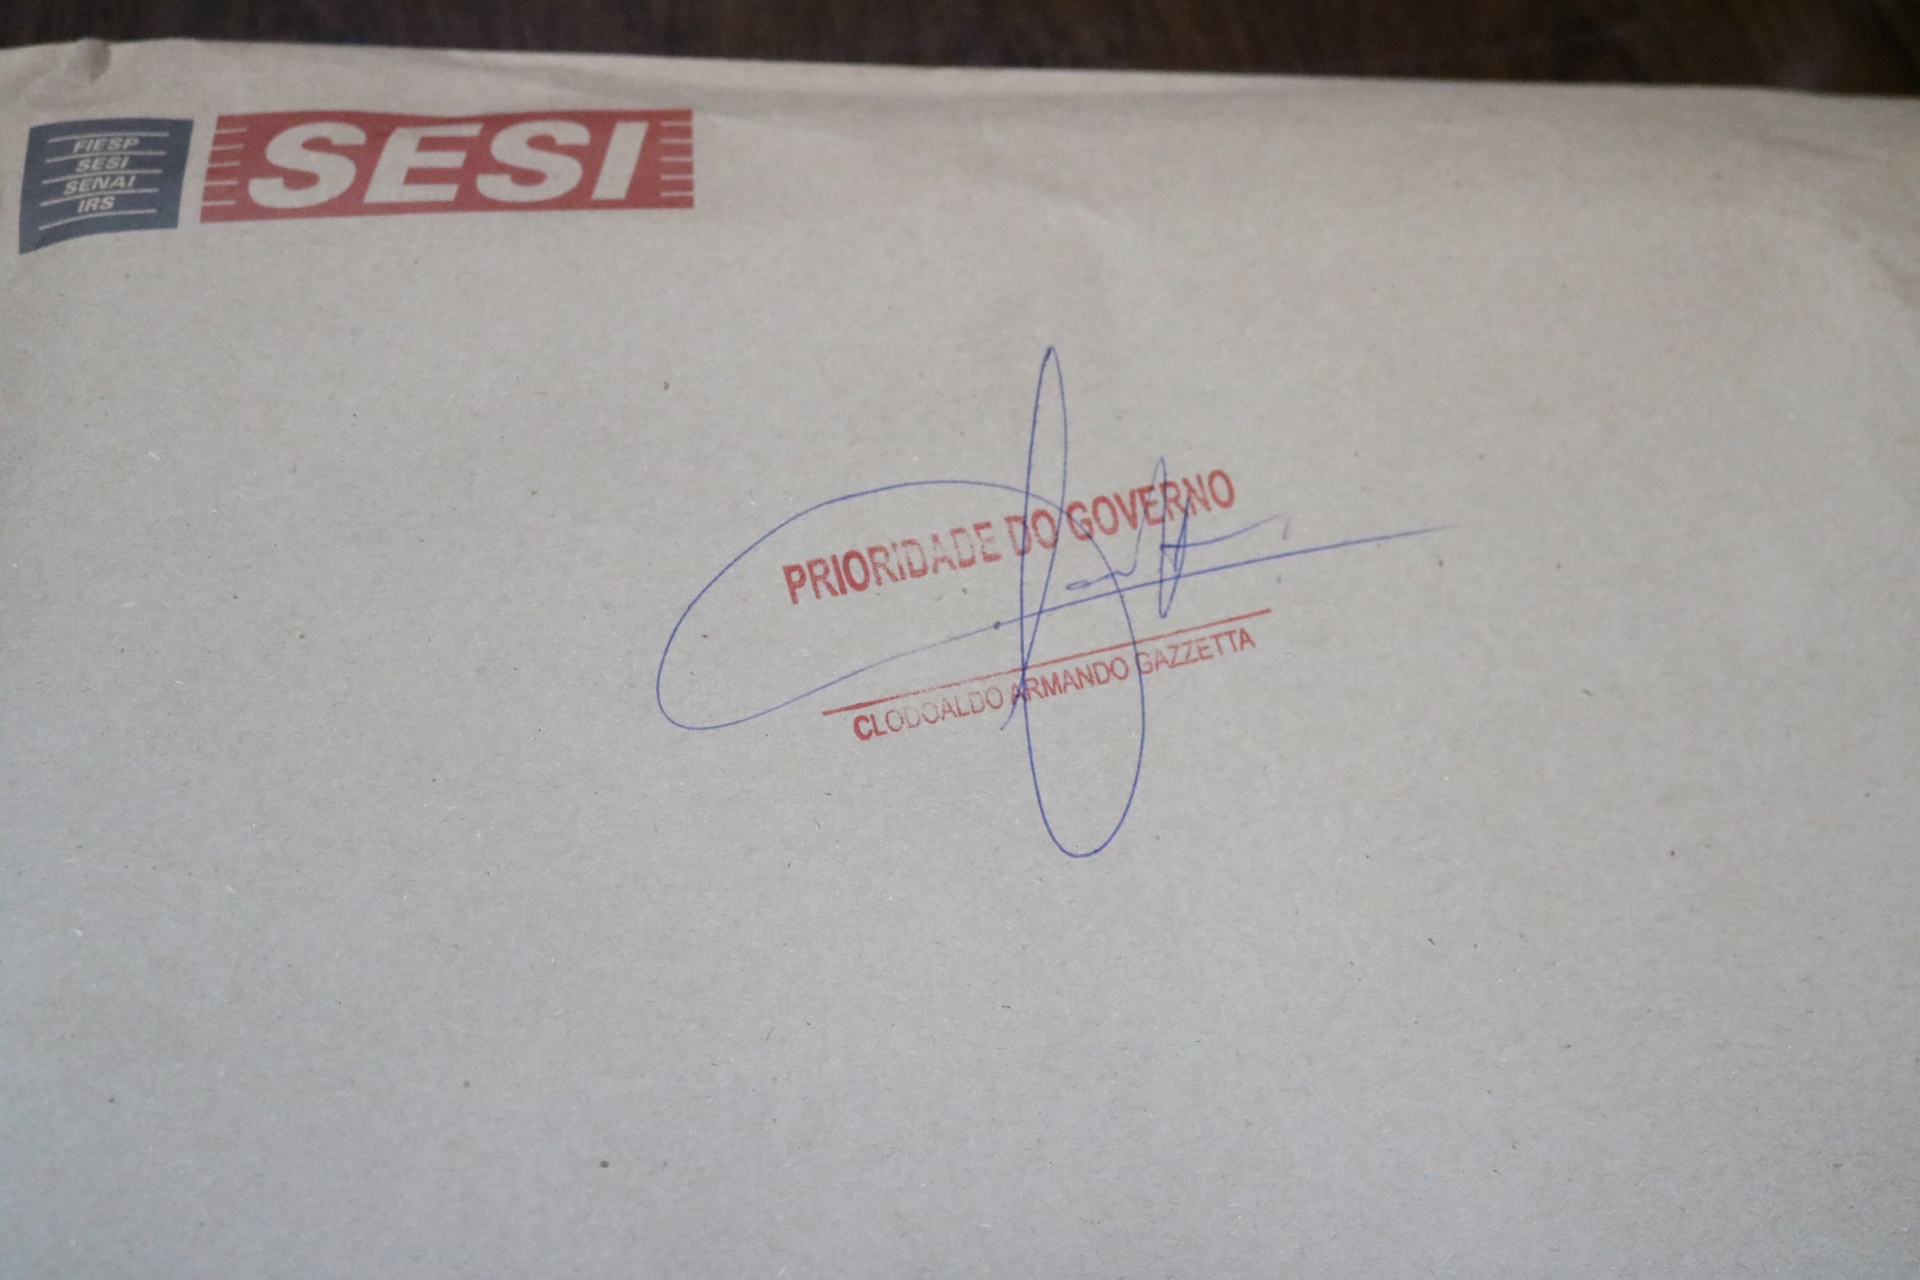 FIESP
SESI
SENAI
IRS
SESI
PRIORIDADE DO GOVERNO
CLODOALDO ARMANDO GAZZETTA